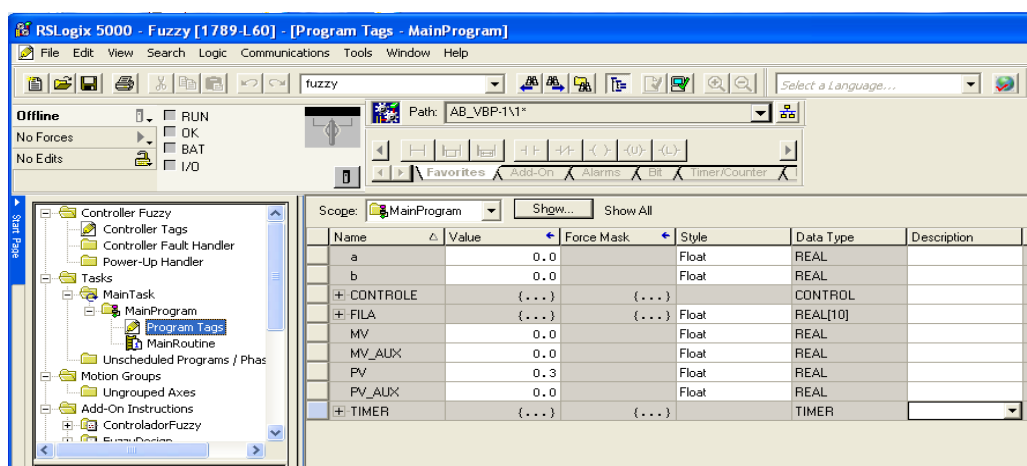 RSLogix 5000 - Fuzzy [1789-L60] - [Program Tags - MainProgram]
File Edit View Search Logic Communications Tools Window Help
fuzzy
Select a Language...
Offline
RUN
No Forces
OK
BAT
No Edits
I/O
Path: AB_VBP-1\1*
Favorites Add-On Alarms Bit Timer/Counter
Start Page
Controller Fuzzy
Controller Tags
Controller Fault Handler
Power-Up Handler
Tasks
MainTask
MainProgram
Program Tags
MainRoutine
Unscheduled Programs / Phas
Motion Groups
Ungrouped Axes
Add-On Instructions
ControladorFuzzy
Scope: MainProgram Show... Show All
Name Value Force Mask Style Data Type Description
a 0.0 Float REAL
b 0.0 Float REAL
CONTROLE {...} {...} CONTROL
FILA {...} {...} Float REAL[10]
MV 0.0 Float REAL
MV_AUX 0.0 Float REAL
PV 0.3 Float REAL
PV_AUX 0.0 Float REAL
TIMER {...} {...} TIMER